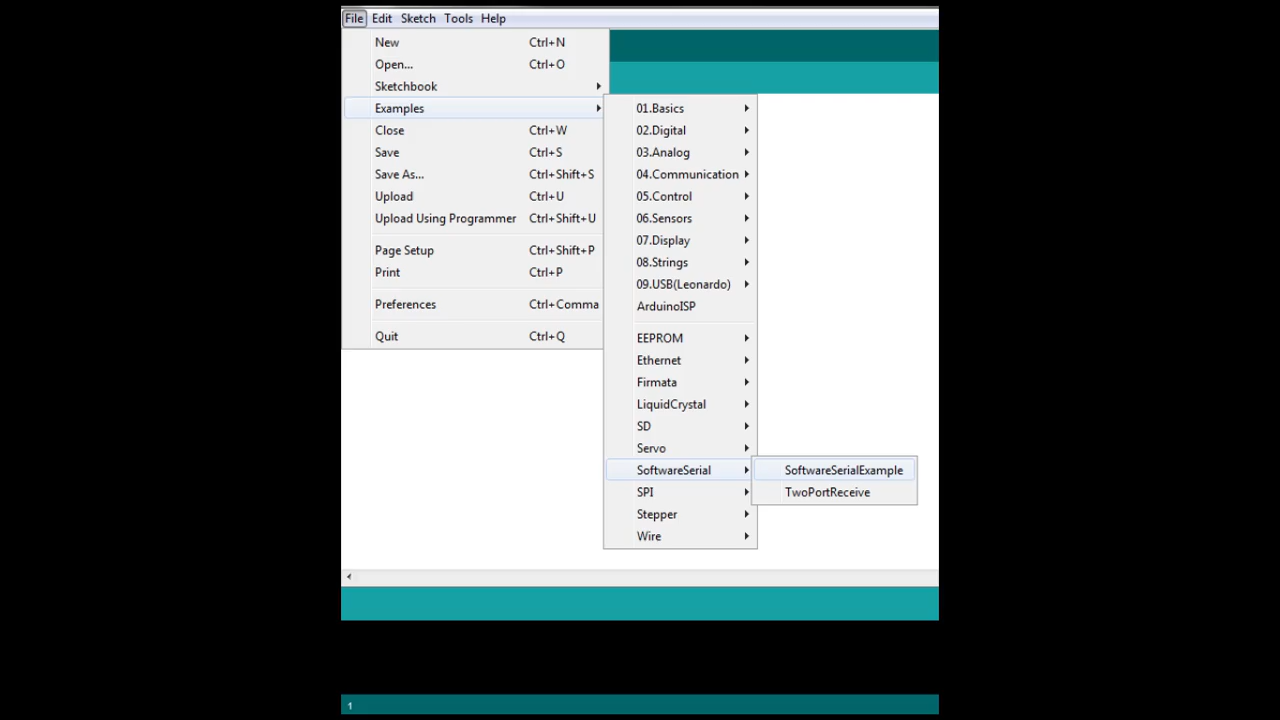 File Edit Sketch Tools Help
New Ctrl+N
Open... Ctrl+O
Sketchbook
Examples
Close Ctrl+W
Save Ctrl+S
Save As... Ctrl+Shift+S
Upload Ctrl+U
Upload Using Programmer Ctrl+Shift+U
Page Setup Ctrl+Shift+P
Print Ctrl+P
Preferences Ctrl+Comma
Quit Ctrl+Q
01.Basics
02.Digital
03.Analog
04.Communication
05.Control
06.Sensors
07.Display
08.Strings
09.USB(Leonardo)
ArduinoISP
EEPROM
Ethernet
Firmata
LiquidCrystal
SD
Servo
SoftwareSerial
SPI
Stepper
Wire
SoftwareSerialExample
TwoPortReceive
1